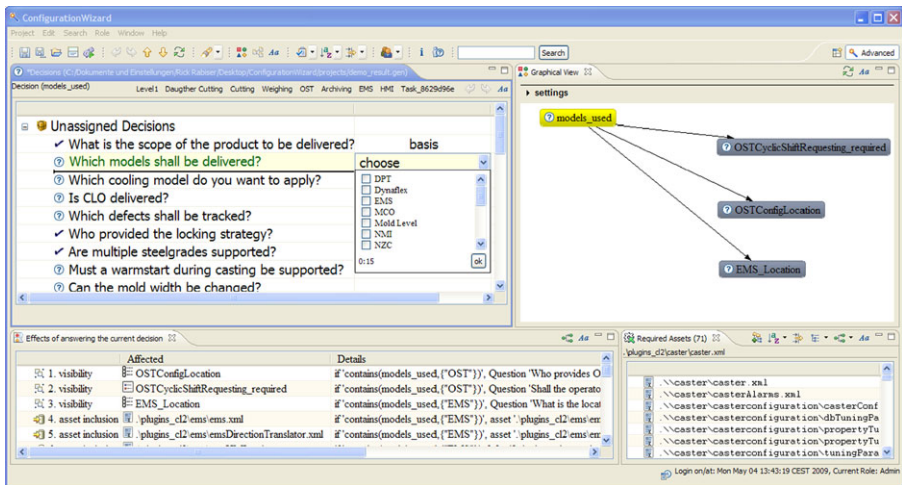 ConfigurationWizard
Project Edit Search Role Window Help
Search
Advanced
*Decisions (C:/Dokumente und Einstellungen/Rick Rabiser/Desktop/ConfigurationWizard/projects/demo_result.gen)
Decision (models_used) Level1 Daugther Cutting Cutting Weighing OST Archiving EMS HMI Task_8629d96e
Unassigned Decisions
What is the scope of the product to be delivered? basis
Which models shall be delivered? choose
Which cooling model do you want to apply?
Is CLO delivered?
Which defects shall be tracked?
Who provided the locking strategy?
Are multiple steelgrades supported?
Must a warmstart during casting be supported?
Can the mold width be changed?
DPT
Dynaflex
EMS
MCO
Mold Level
NMI
NZC
0:15 ok
Graphical View
settings
models_used
OSTCyclicShiftRequesting_required
OSTConfigLocation
EMS_Location
Effects of answering the current decision
Affected Details
1. visibility OSTConfigLocation if 'contains(models_used,{"OST"})', Question 'Who provides O
2. visibility OSTCyclicShiftRequesting_required if 'contains(models_used,{"OST"})', Question 'Shall the operato
3. visibility EMS_Location if 'contains(models_used,{"EMS"})', Question 'What is the locat
4. asset inclusion .\plugins_cl2\ems\ems.xml if 'contains(models_used,{"EMS"})', asset '.\plugins_cl2\ems\em
5. asset inclusion .\plugins_cl2\ems\emsDirectionTranslator.xml if 'contains(models_used,{"EMS"})', asset '.\plugins_cl2\ems\em
Required Assets (71)
.\plugins_cl2\caster\caster.xml
.\\caster\caster.xml
.\\caster\casterAlarms.xml
.\\caster\casterconfiguration\casterConf
.\\caster\casterconfiguration\dbTuningPa
.\\caster\casterconfiguration\propertyTu
.\\caster\casterconfiguration\propertyTu
.\\caster\casterconfiguration\tuningPara
Login on/at: Mon May 04 13:43:19 CEST 2009, Current Role: Admin